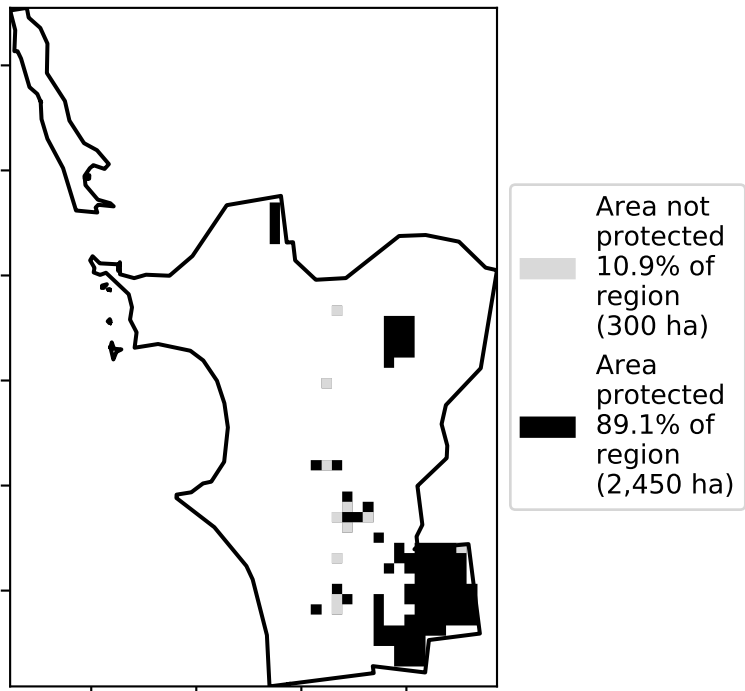 Area not
protected
10.9% of
region
(300 ha)
Area
protected
89.1% of
region
(2,450 ha)